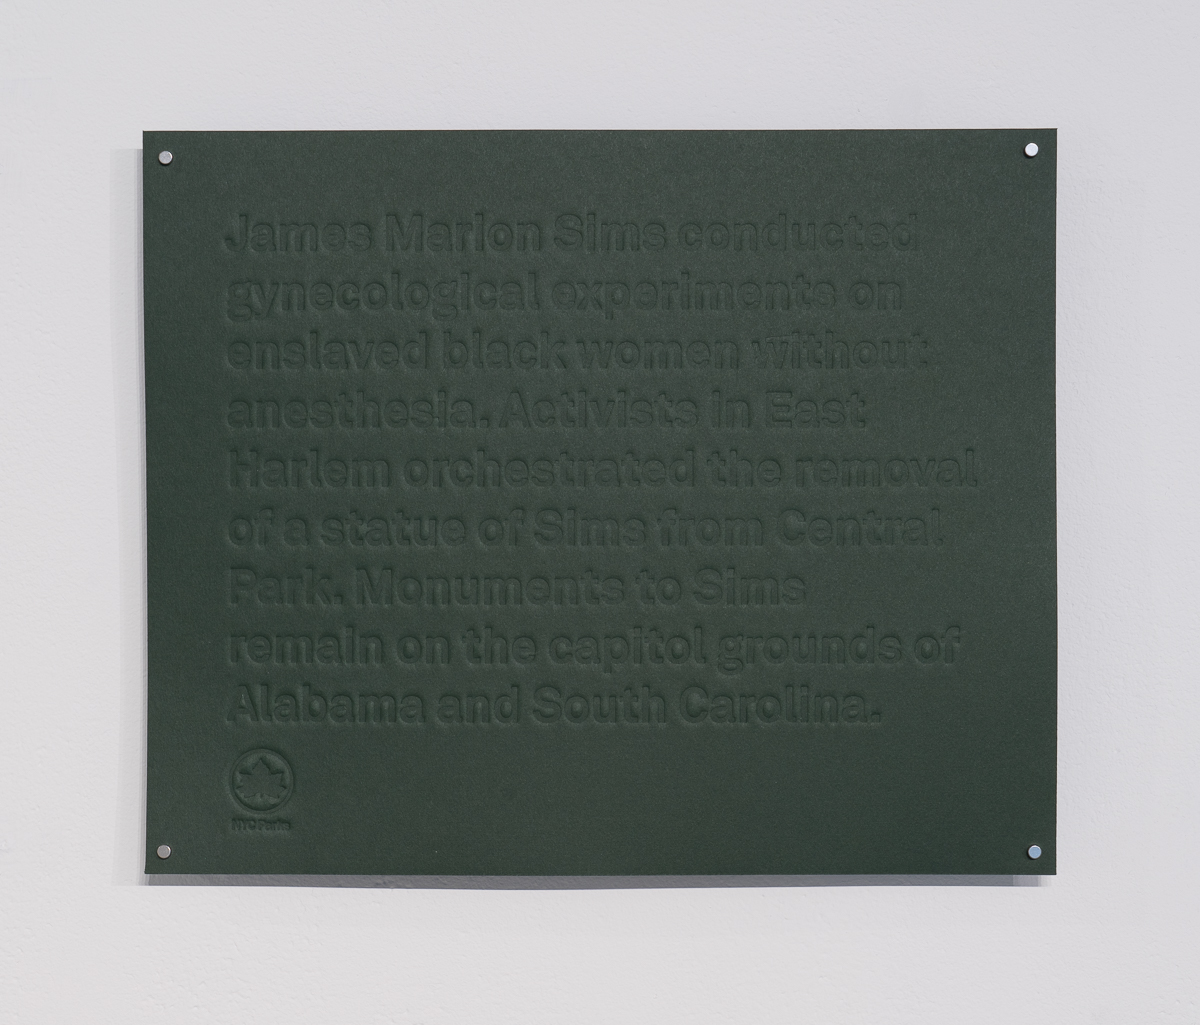 James Marion Sims conducted
gynecological experiments on
enslaved black women without
anesthesia. Activists in East
Harlem orchestrated the removal
of a statue of Sims from Central
Park. Monuments to Sims
remain on the capitol grounds of
Alabama and South Carolina.
NYC Parks